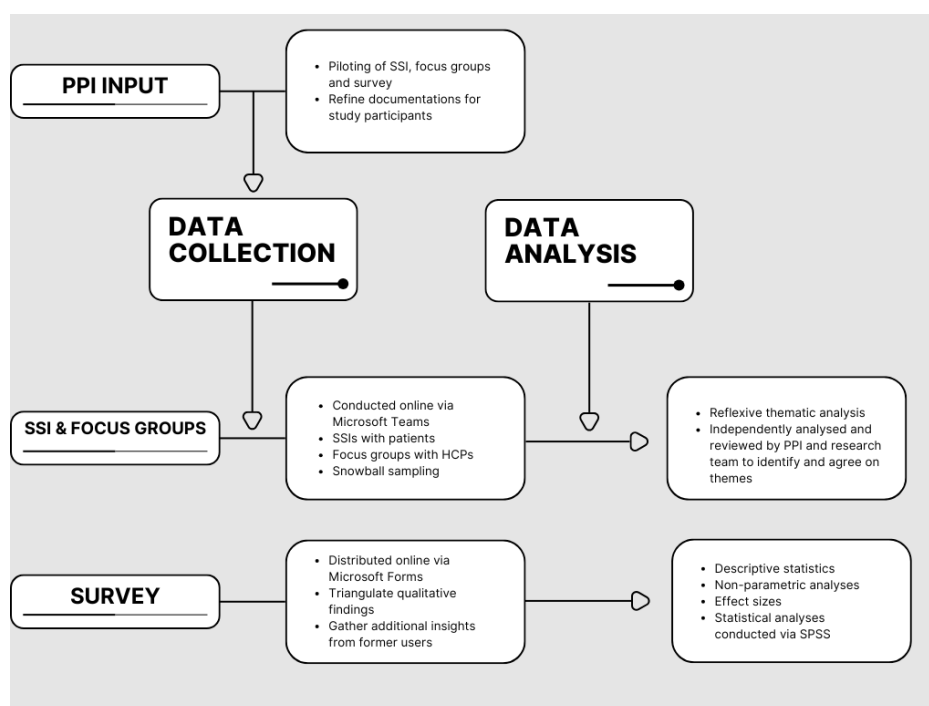 PPI INPUT
• Piloting of SSI, focus groups
and survey
• Refine documentations for
study participants
DATA
COLLECTION
DATA
ANALYSIS
SSI & FOCUS GROUPS
• Conducted online via
Microsoft Teams
• SSIs with patients
• Focus groups with HCPs
• Snowball sampling
• Reflexive thematic analysis
• Independently analysed and
reviewed by PPI and research
team to identify and agree on
themes
SURVEY
• Distributed online via
Microsoft Forms
• Triangulate qualitative
findings
• Gather additional insights
from former users
• Descriptive statistics
• Non-parametric analyses
• Effect sizes
• Statistical analyses
conducted via SPSS